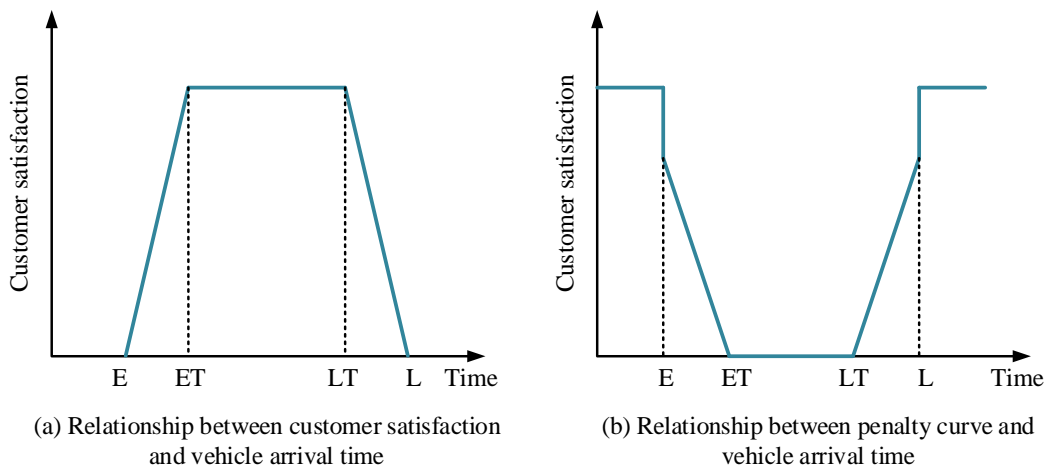 Customer satisfaction
E ET LT L Time
(a) Relationship between customer satisfaction
and vehicle arrival time
Customer satisfaction
E ET LT L Time
(b) Relationship between penalty curve and
vehicle arrival time